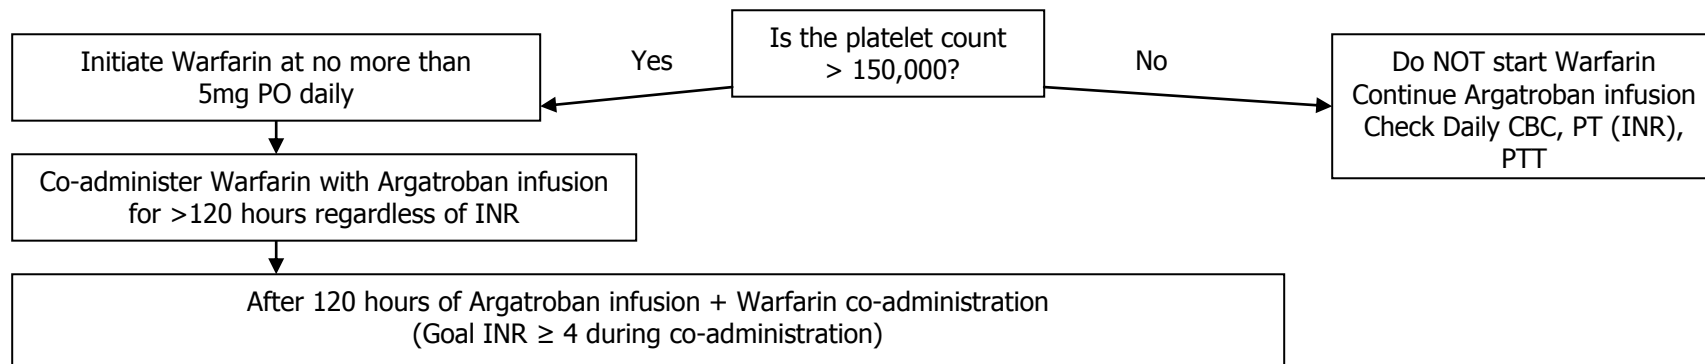 Is the platelet count
> 150,000?
Yes
No
Initiate Warfarin at no more than
5mg PO daily
Do NOT start Warfarin
Continue Argatroban infusion
Check Daily CBC, PT (INR),
PTT
Co-administer Warfarin with Argatroban infusion
for >120 hours regardless of INR
After 120 hours of Argatroban infusion + Warfarin co-administration
(Goal INR ≥ 4 during co-administration)